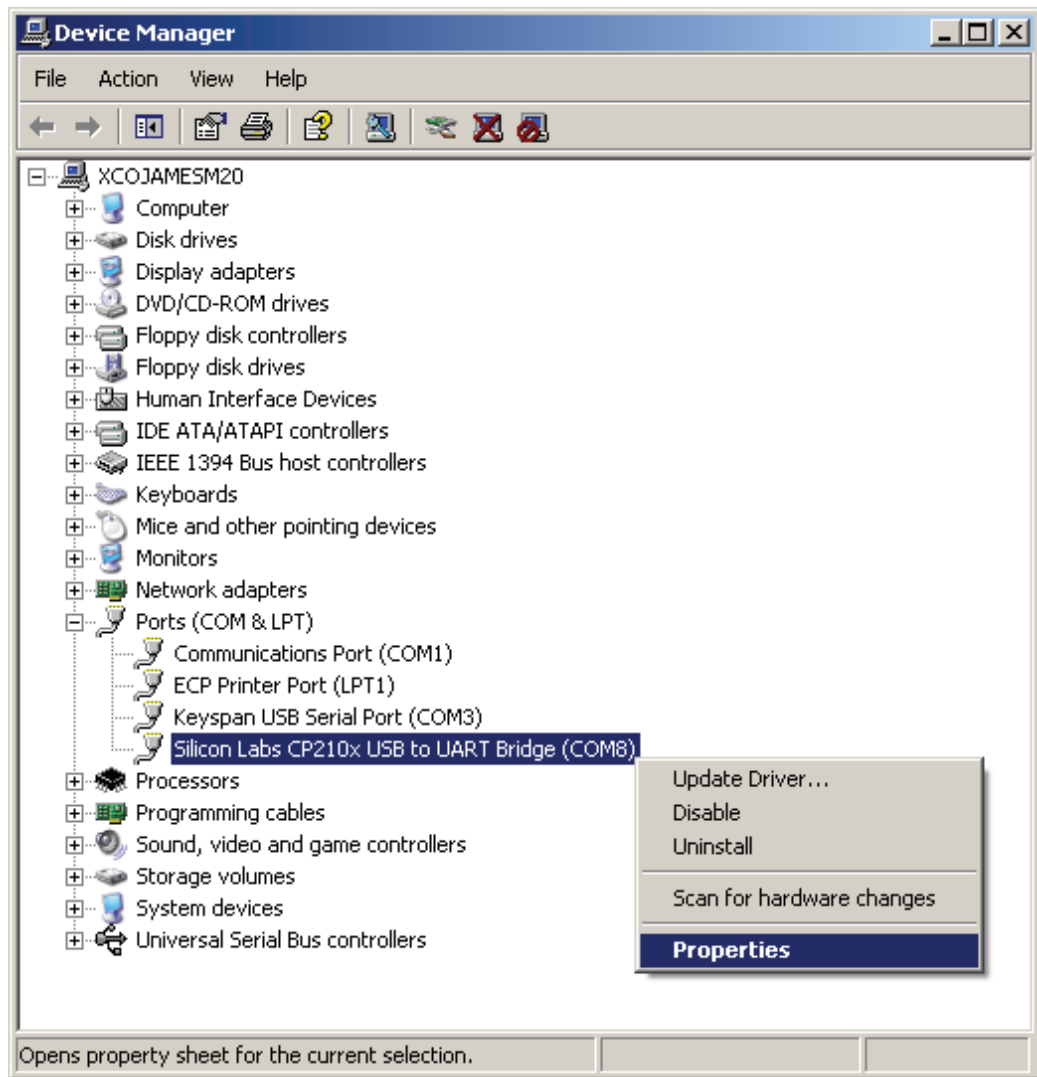 Device Manager
File Action View Help
XCOJAMESM20
Computer
Disk drives
Display adapters
DVD/CD-ROM drives
Floppy disk controllers
Floppy disk drives
Human Interface Devices
IDE ATA/ATAPI controllers
IEEE 1394 Bus host controllers
Keyboards
Mice and other pointing devices
Monitors
Network adapters
Ports (COM & LPT)
Communications Port (COM1)
ECP Printer Port (LPT1)
Keyspan USB Serial Port (COM3)
Silicon Labs CP210x USB to UART Bridge (COM8)
Processors
Programming cables
Sound, video and game controllers
Storage volumes
System devices
Universal Serial Bus controllers
Update Driver...
Disable
Uninstall
Scan for hardware changes
Properties
Opens property sheet for the current selection.